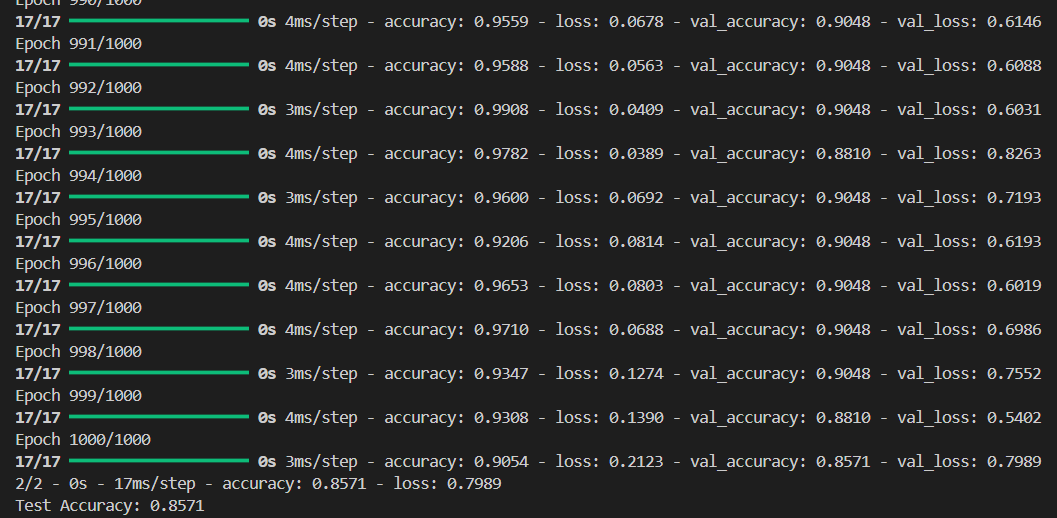 Epoch 990/1000
17/17 0s 4ms/step - accuracy: 0.9559 - loss: 0.0678 - val_accuracy: 0.9048 - val_loss: 0.6146
Epoch 991/1000
17/17 0s 4ms/step - accuracy: 0.9588 - loss: 0.0563 - val_accuracy: 0.9048 - val_loss: 0.6088
Epoch 992/1000
17/17 0s 3ms/step - accuracy: 0.9908 - loss: 0.0409 - val_accuracy: 0.9048 - val_loss: 0.6031
Epoch 993/1000
17/17 0s 4ms/step - accuracy: 0.9782 - loss: 0.0389 - val_accuracy: 0.8810 - val_loss: 0.8263
Epoch 994/1000
17/17 0s 3ms/step - accuracy: 0.9600 - loss: 0.0692 - val_accuracy: 0.9048 - val_loss: 0.7193
Epoch 995/1000
17/17 0s 4ms/step - accuracy: 0.9206 - loss: 0.0814 - val_accuracy: 0.9048 - val_loss: 0.6193
Epoch 996/1000
17/17 0s 4ms/step - accuracy: 0.9653 - loss: 0.0803 - val_accuracy: 0.9048 - val_loss: 0.6019
Epoch 997/1000
17/17 0s 4ms/step - accuracy: 0.9710 - loss: 0.0688 - val_accuracy: 0.9048 - val_loss: 0.6986
Epoch 998/1000
17/17 0s 3ms/step - accuracy: 0.9347 - loss: 0.1274 - val_accuracy: 0.9048 - val_loss: 0.7552
Epoch 999/1000
17/17 0s 4ms/step - accuracy: 0.9308 - loss: 0.1390 - val_accuracy: 0.8810 - val_loss: 0.5402
Epoch 1000/1000
17/17 0s 3ms/step - accuracy: 0.9054 - loss: 0.2123 - val_accuracy: 0.8571 - val_loss: 0.7989
2/2 - 0s - 17ms/step - accuracy: 0.8571 - loss: 0.7989
Test Accuracy: 0.8571